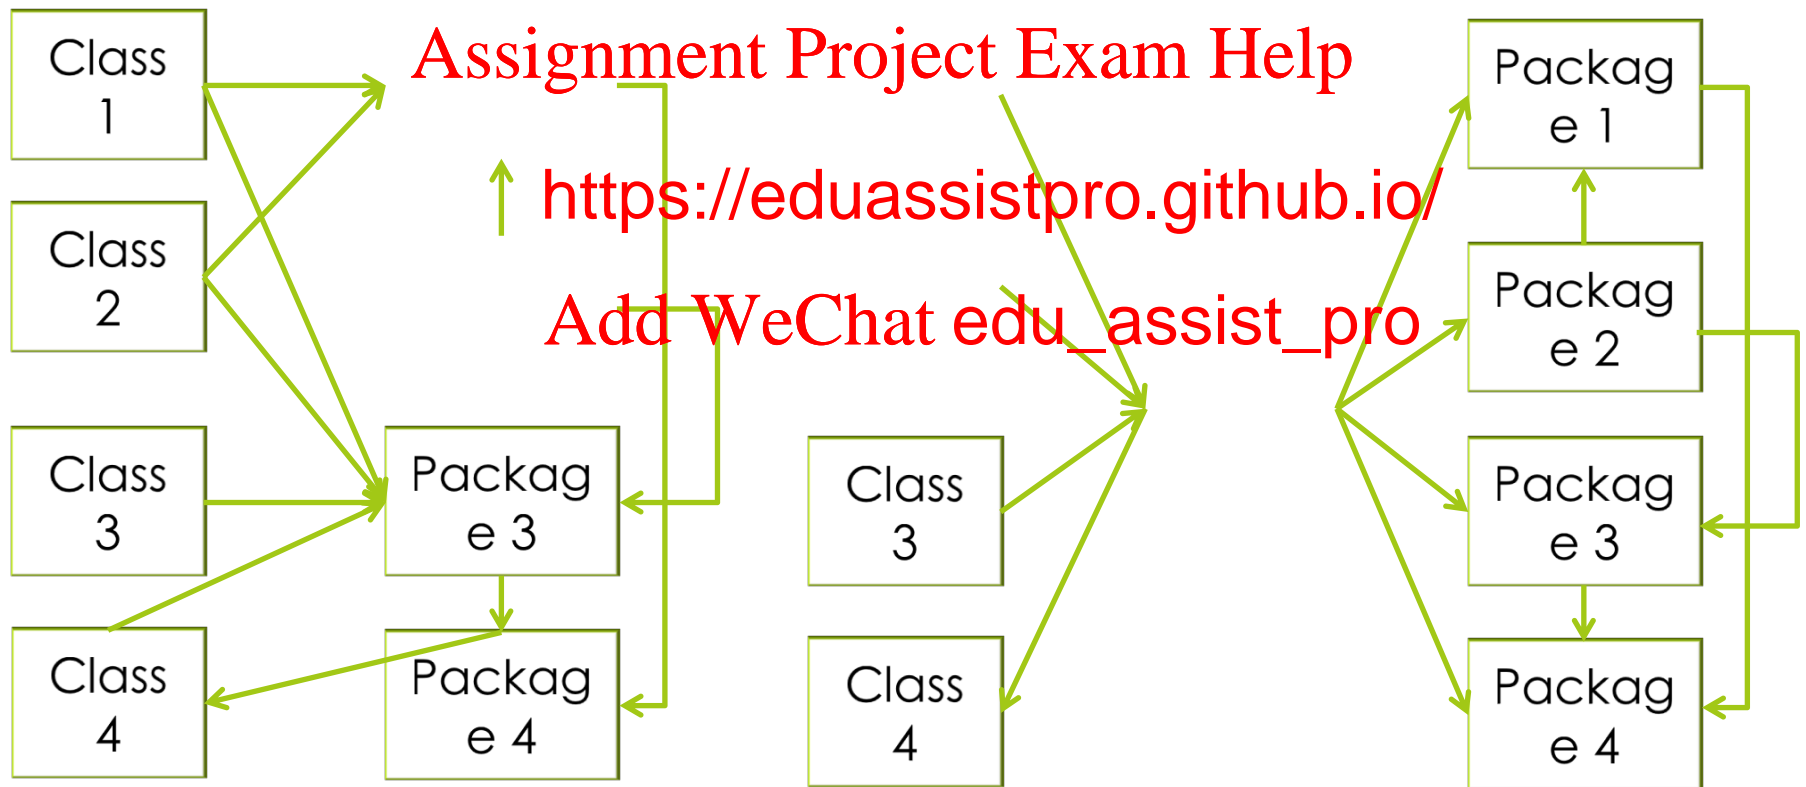 Assignment Project Exam Help
https://eduassistpro.github.io/
Add WeChat edu_assist_pro
Class
1
Class
2
Class
3
Class
4
Packag
e 3
Packag
e 4
Class
3
Class
4
Packag
e 1
Packag
e 2
Packag
e 3
Packag
e 4